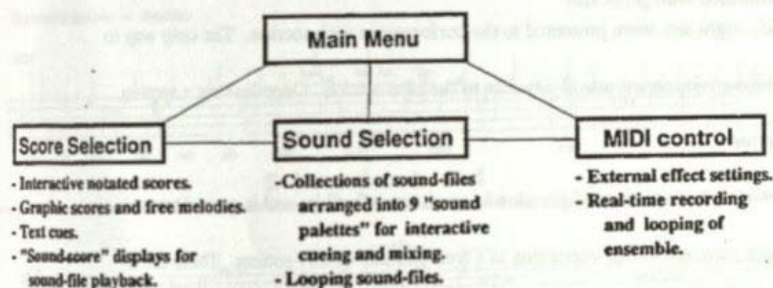 Main Menu
Score Selection
Sound Selection
MIDI control
- Interactive notated scores.
- Graphic scores and free melodies.
- Text cues.
- "Sound-score" displays for
sound-file playback.
-Collections of sound-files
arranged into 9 "sound
palettes" for interactive
cueing and mixing.
- Looping sound-files.
- External effect settings.
- Real-time recording
and looping of
ensemble.